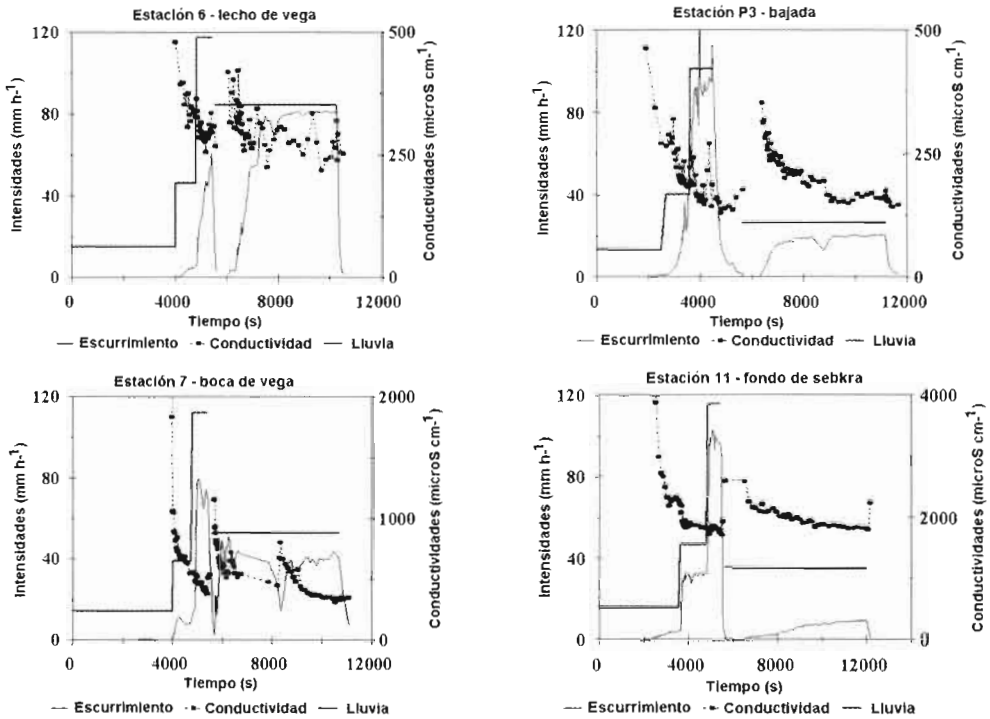 Estación 6 - lecho de vega
Intensidades (mm h-1)
120
80
40
0
500
250
0
Conductividades (microS cm-1)
0 4000 8000 12000
Tiempo (s)
Escurrimiento Conductividad Lluvia
Estación P3 - bajada
Intensidades (mm h-1)
120
80
40
0
500
250
0
Conductividades (microS cm-1)
0 4000 8000 12000
Tiempo (s)
Escurrimiento Conductividad Lluvia
Estación 7 - boca de vega
Intensidades (mm h-1)
120
80
40
0
2000
1000
0
Conductividades (microS cm-1)
0 4000 8000 12000
Tiempo (s)
Escurrimiento Conductividad Lluvia
Estación 11 - fondo de sebkra
Intensidades (mm h-1)
120
80
40
0
4000
2000
0
Conductividades (microS cm-1)
0 4000 8000 12000
Tiempo (s)
Escurrimiento Conductividad Lluvia